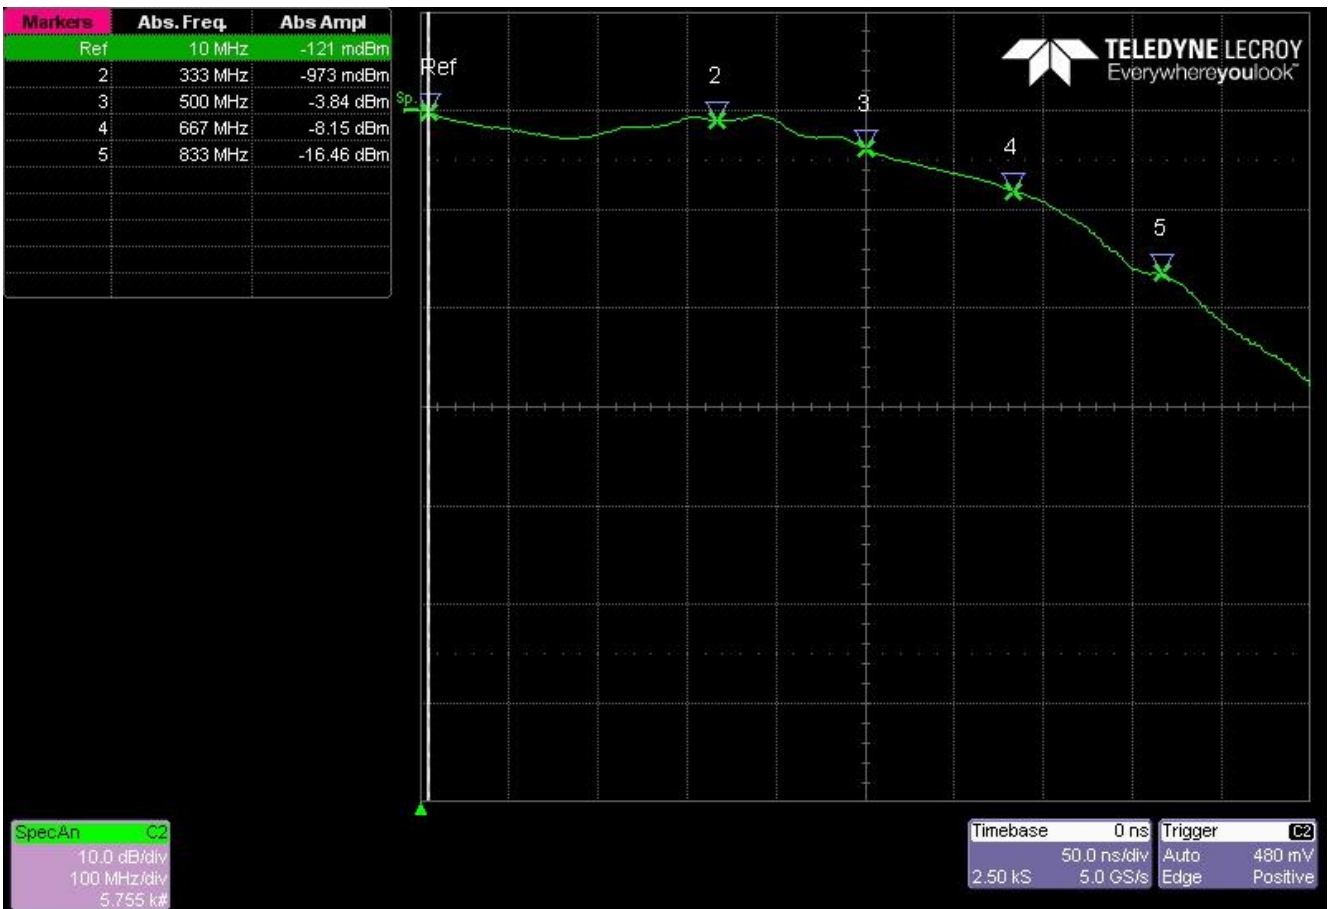 Markers Abs. Freq. Abs Ampl
Ref 10 MHz -121 mdBm
2 333 MHz -973 mdBm
3 500 MHz -3.84 dBm
4 667 MHz -8.15 dBm
5 833 MHz -16.46 dBm
TELEDYNE LECROY
Everywhereyoulook™
Ref
2
Sp.
3
4
5
SpecAn C2
10.0 dB/div
100 MHz/div
5.755 k#
Timebase 0 ns
50.0 ns/div
2.50 kS 5.0 GS/s
Trigger C2
Auto 480 mV
Edge Positive